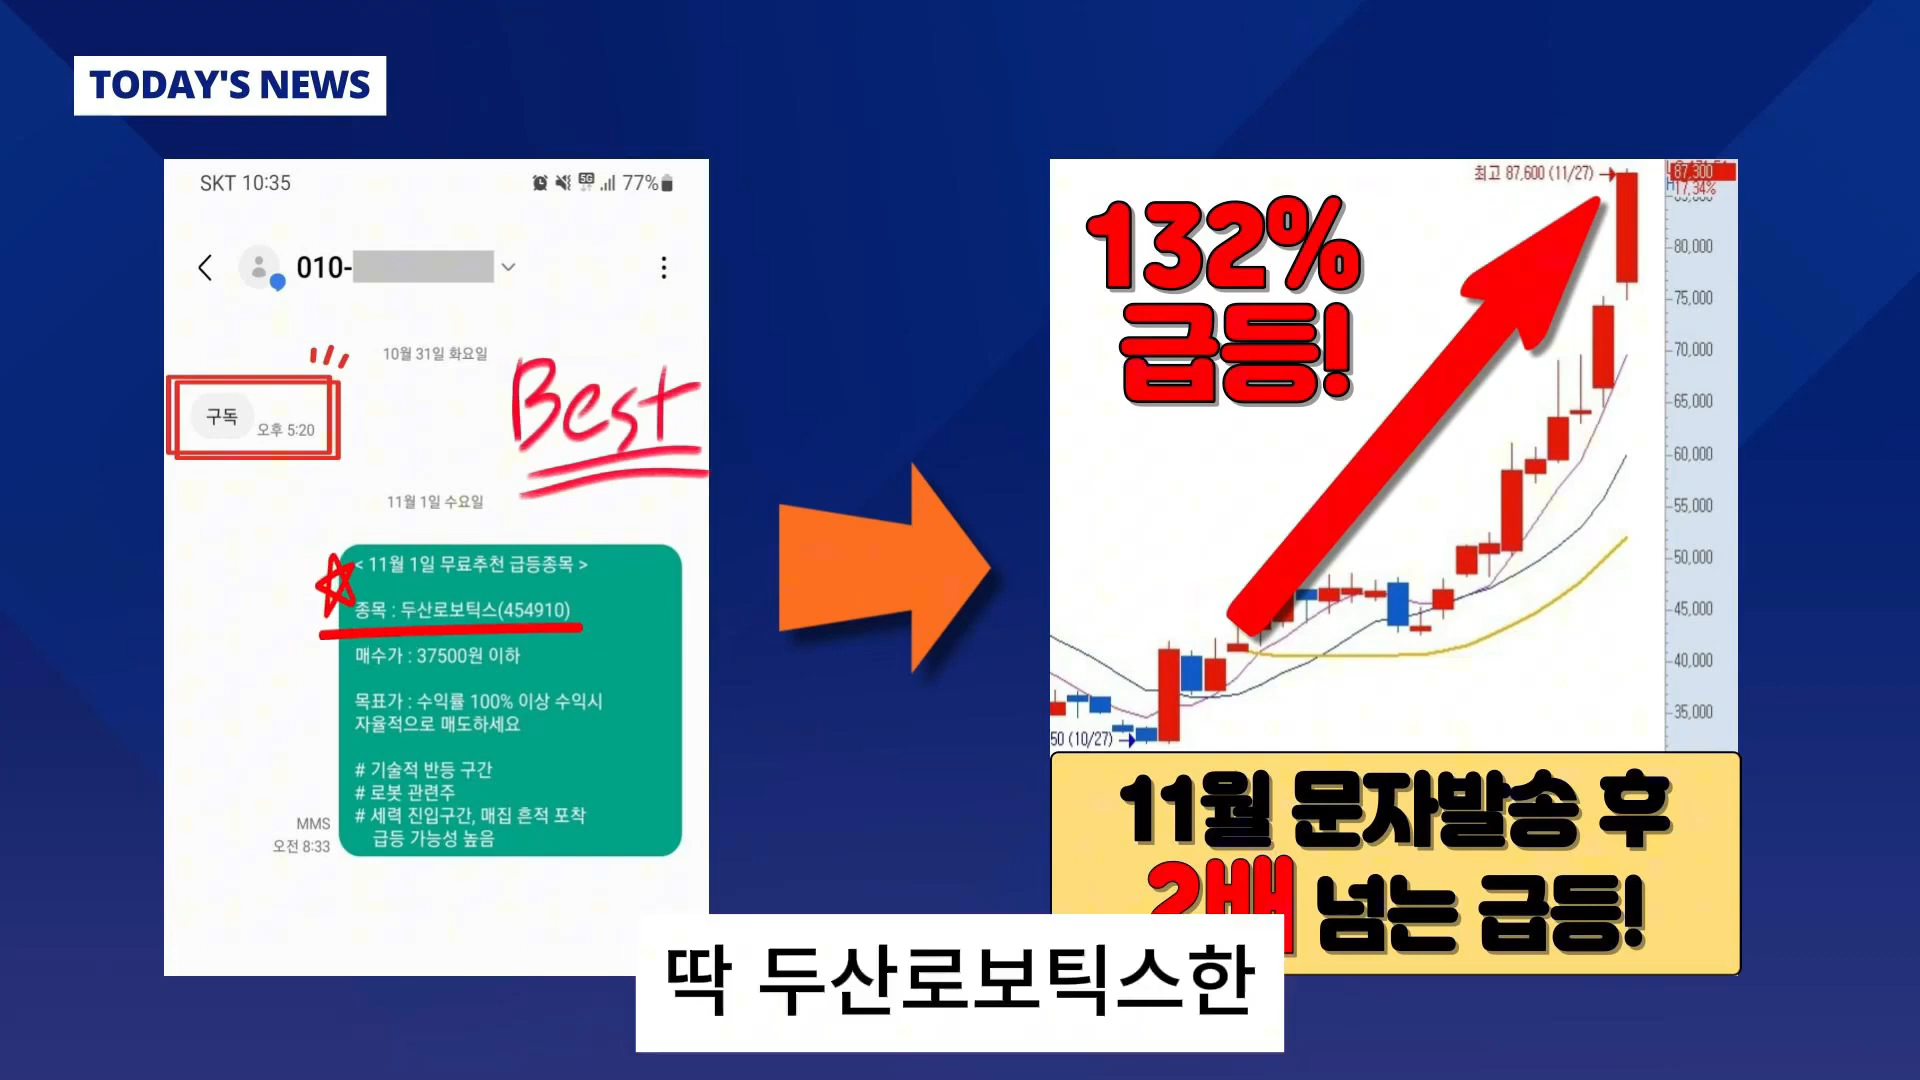 TODAY'S NEWS
SKT 10:35
5G
77%
010-
10월 31일 화요일
구독
오후 5:20
Best
11월 1일 수요일
< 11월 1일 무료추천 급등종목 >
종목 : 두산로보틱스(454910)
매수가 : 37500원 이하
목표가 : 수익률 100% 이상 수익시
자율적으로 매도하세요
# 기술적 반등 구간
# 로봇 관련주
# 세력 진입구간, 매집 흔적 포착
급등 가능성 높음
MMS
오전 8:33
132%
급등!
최고 87,600 (11/27)
87,300
17,34%
80,000
75,000
70,000
65,000
60,000
55,000
50,000
45,000
40,000
35,000
50 (10/27)
11월 문자발송 후
2배 넘는 급등!
딱 두산로보틱스한